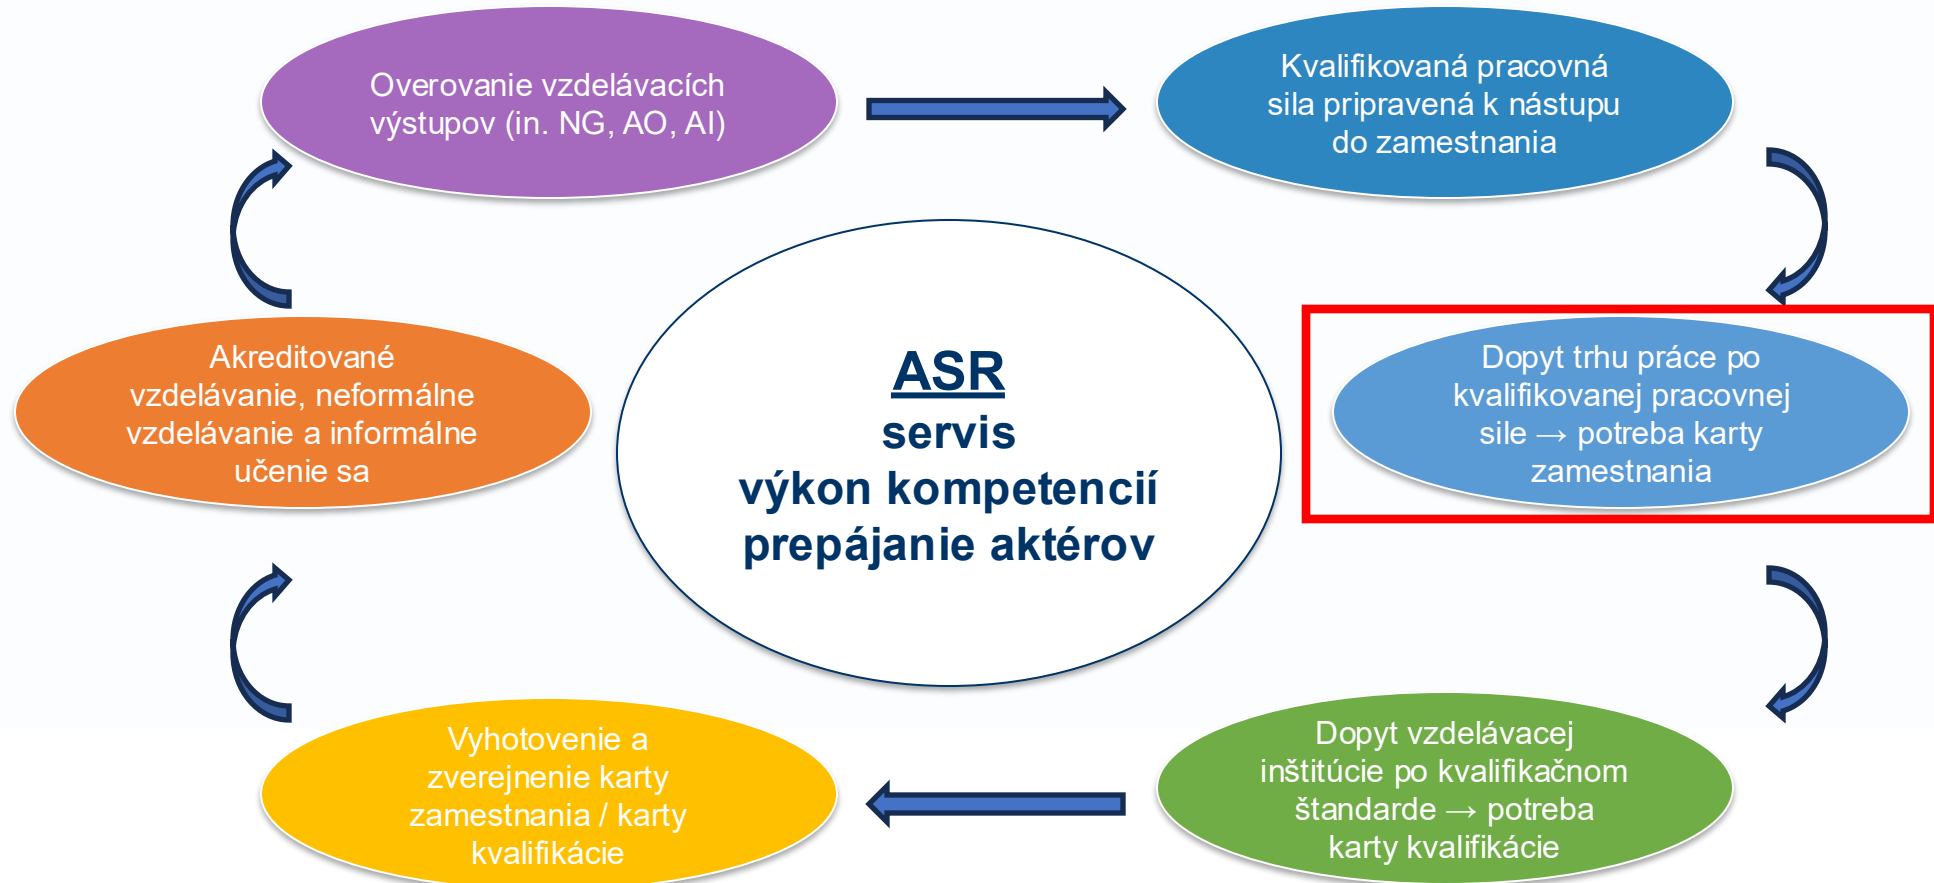 Overovanie vzdelávacích
výstupov (in. NG, AO, AI)
Kvalifikovaná pracovná
sila pripravená k nástupu
do zamestnania
Akreditované
vzdelávanie, neformálne
vzdelávanie a informálne
učenie sa
ASR
servis
výkon kompetencií
prepájanie aktérov
Dopyt trhu práce po
kvalifikovanej pracovnej
sile → potreba karty
zamestnania
Vyhotovenie a
zverejnenie karty
zamestnania / karty
kvalifikácie
Dopyt vzdelávacej
inštitúcie po kvalifikačnom
štandarde → potreba
karty kvalifikácie